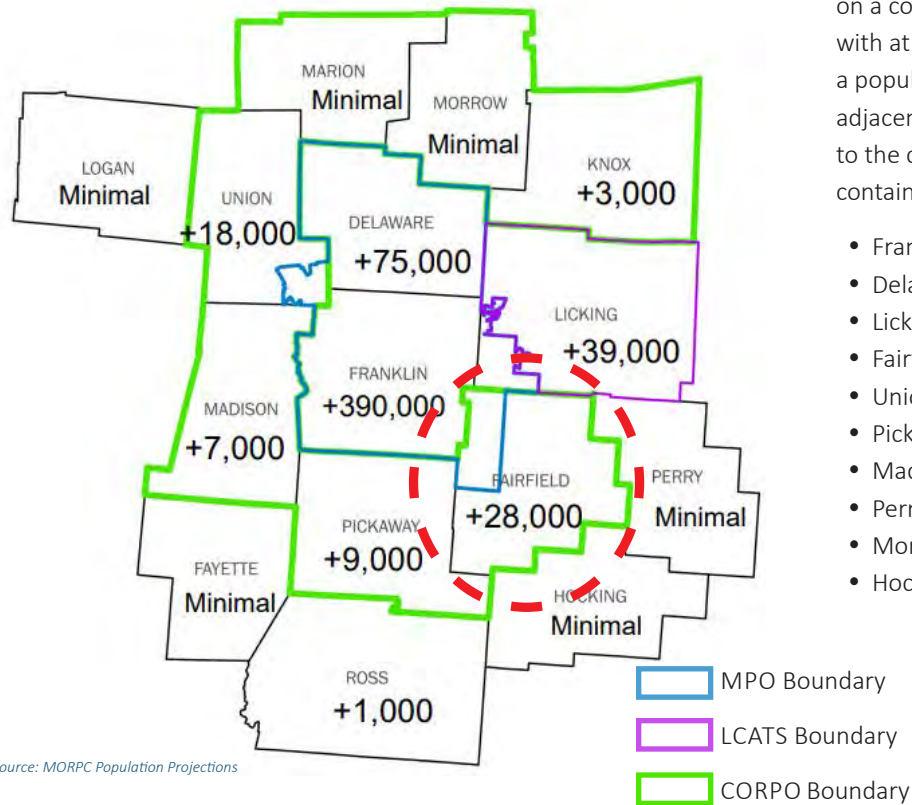 on a co
with at
a popul
adjacen
to the c
contain
MARION
Minimal
MORROW
Minimal
LOGAN
Minimal
KNOX
+3,000
UNION
+18,000
DELAWARE
+75,000
LICKING
+39,000
FRANKLIN
+390,000
MADISON
+7,000
FAIRFIELD
+28,000
PERRY
Minimal
PICKAWAY
+9,000
FAYETTE
Minimal
HOCKING
Minimal
ROSS
+1,000
• Fran
• Dela
• Lick
• Fair
• Unio
• Pick
• Mad
• Perr
• Mor
• Hoc
MPO Boundary
LCATS Boundary
CORPO Boundary
ource: MORPC Population Projections